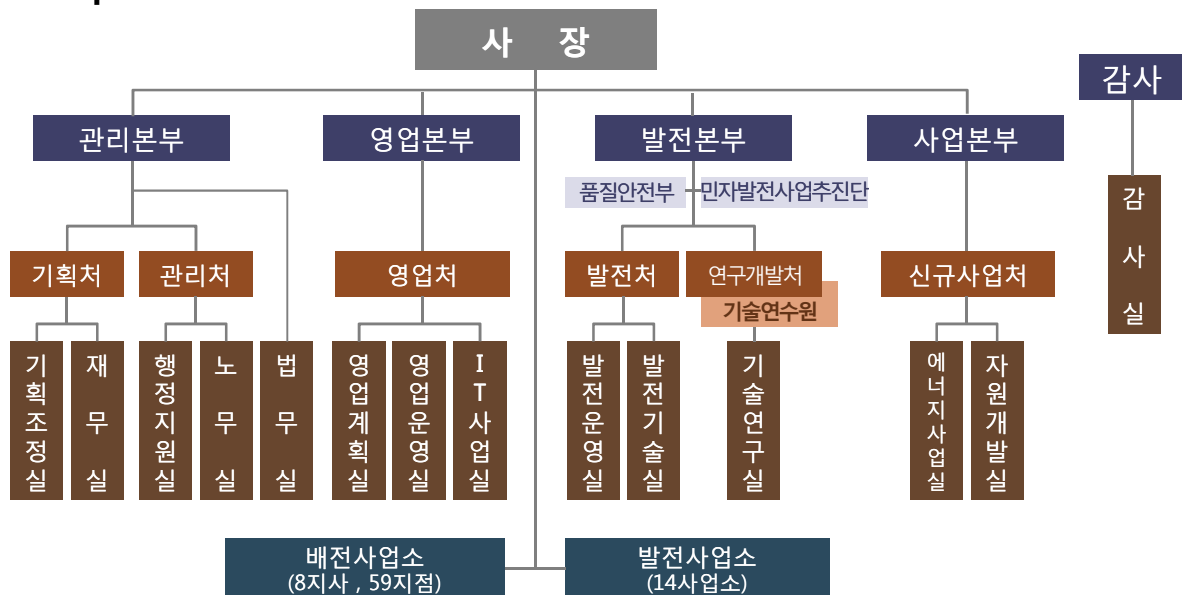 사 장
감사
관리본부
영업본부
발전본부
사업본부
품질안전부
민자발전사업추진단
감사실
기획처
관리처
영업처
발전처
연구개발처
신규사업처
기술연수원
기획조정실
재무실
행정지원실
노무실
법무실
영업계획실
영업운영실
IT사업실
발전운영실
발전기술실
기술연구실
에너지사업실
자원개발실
배전사업소
(8지사 , 59지점)
발전사업소
(14사업소)